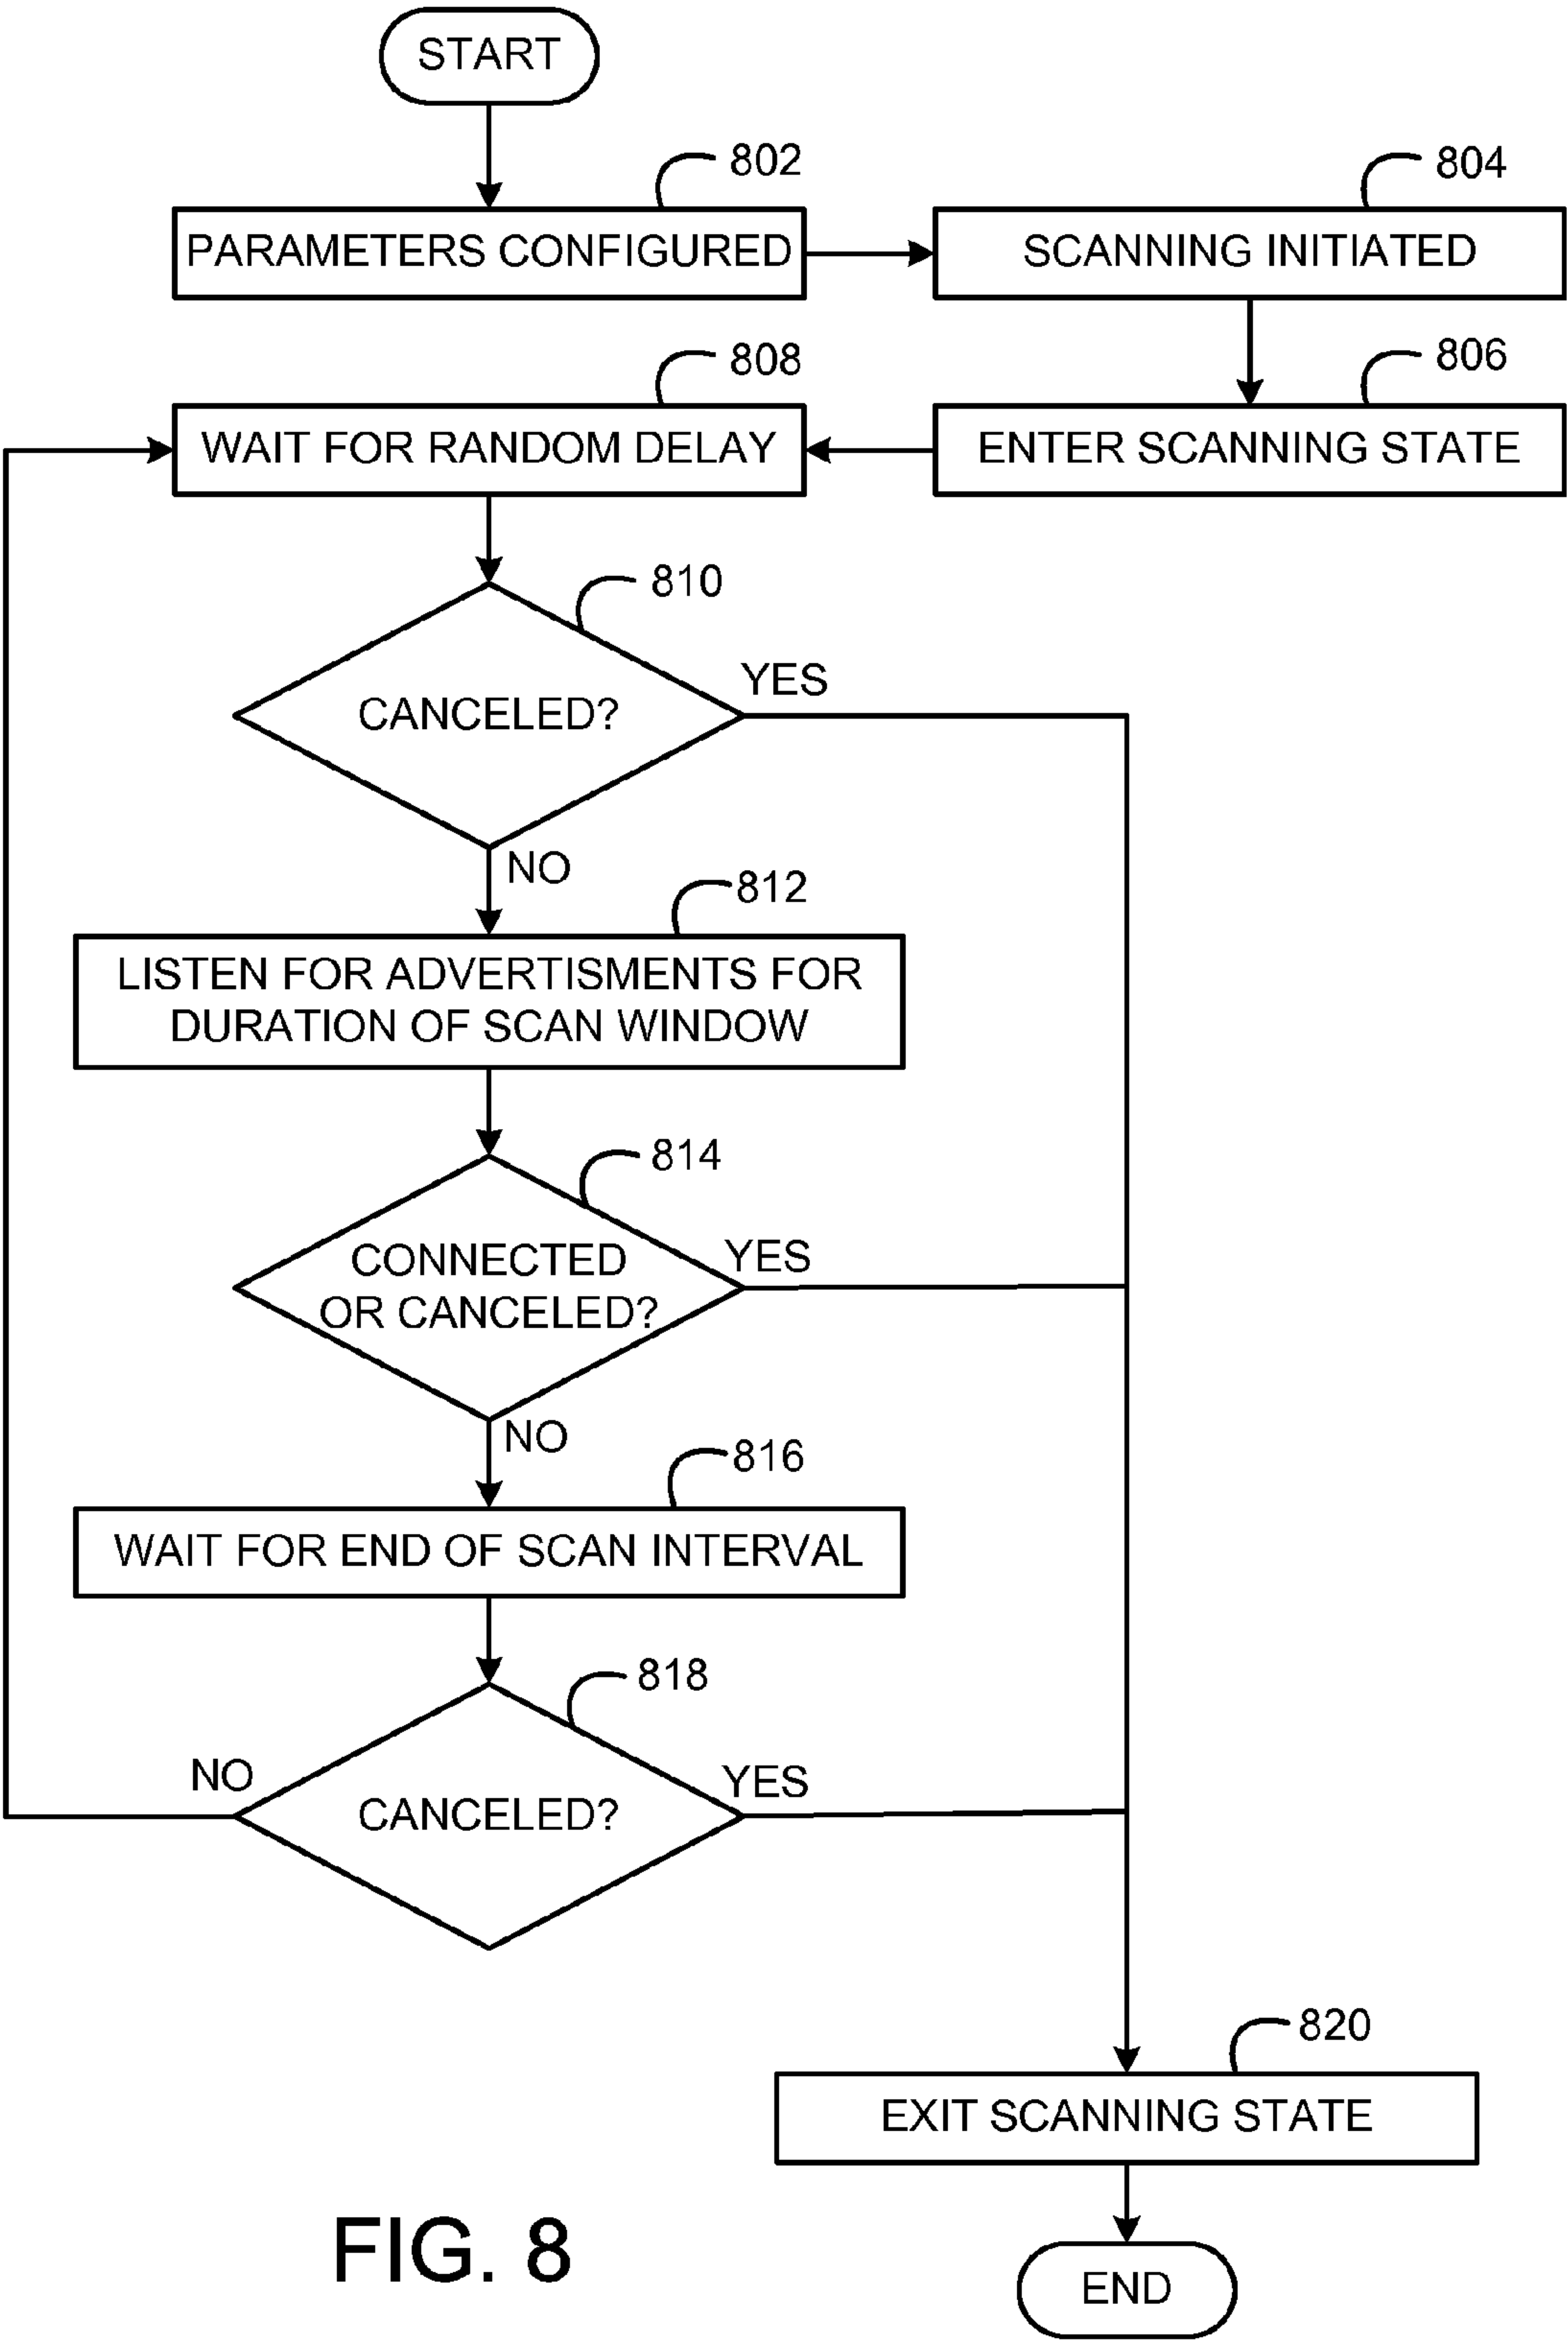 START
802
PARAMETERS CONFIGURED
804
SCANNING INITIATED
806
ENTER SCANNING STATE
808
WAIT FOR RANDOM DELAY
810
CANCELED?
YES
NO
812
LISTEN FOR ADVERTISMENTS FOR
DURATION OF SCAN WINDOW
814
CONNECTED
OR CANCELED?
YES
NO
816
WAIT FOR END OF SCAN INTERVAL
818
CANCELED?
NO
YES
820
EXIT SCANNING STATE
END
FIG. 8